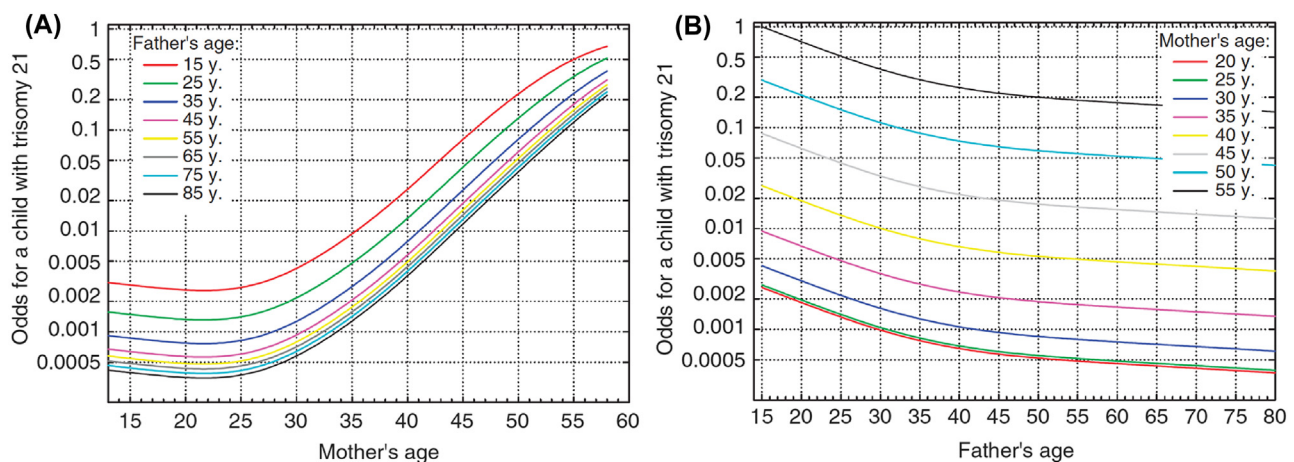 (A)
Odds for a child with trisomy 21
1
0.5
0.2
0.1
0.05
0.02
0.01
0.005
0.002
0.001
0.0005
Father's age:
15 y.
25 y.
35 y.
45 y.
55 y.
65 y.
75 y.
85 y.
15 20 25 30 35 40 45 50 55 60
Mother's age
(B)
Odds for a child with trisomy 21
1
0.5
0.2
0.1
0.05
0.02
0.01
0.005
0.002
0.001
0.0005
Mother's age:
20 y.
25 y.
30 y.
35 y.
40 y.
45 y.
50 y.
55 y.
15 20 25 30 35 40 45 50 55 60 65 70 75 80
Father's age